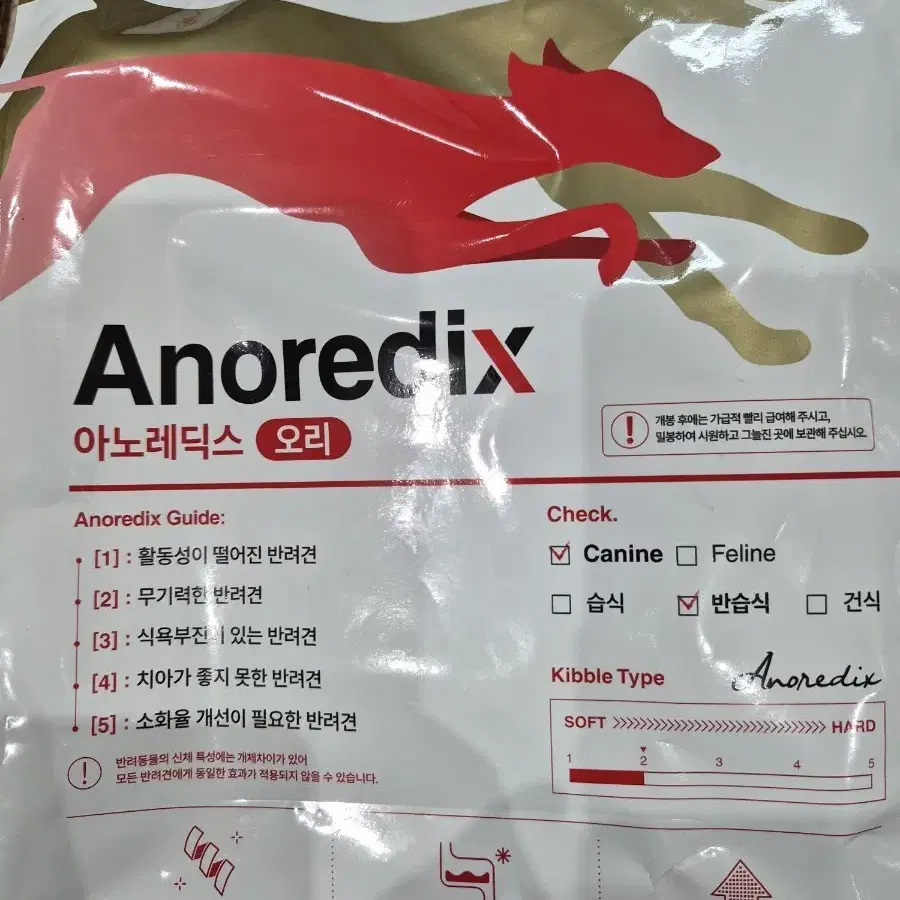 Anoredix
아노레딕스 오리
개봉 후에는 가급적 빨리 급여해 주시고,
밀봉하여 시원하고 그늘진 곳에 보관해 주십시오.
Anoredix Guide:
[1] : 활동성이 떨어진 반려견
[2] : 무기력한 반려견
[3] : 식욕부진이 있는 반려견
[4] : 치아가 좋지 못한 반려견
[5] : 소화율 개선이 필요한 반려견
반려동물의 신체 특성에는 개체차이가 있어
모든 반려견에게 동일한 효과가 적용되지 않을 수 있습니다.
Check.
Canine Feline
습식 반습식 건식
Kibble Type Anoredix
SOFT HARD
1 2 3 4 5